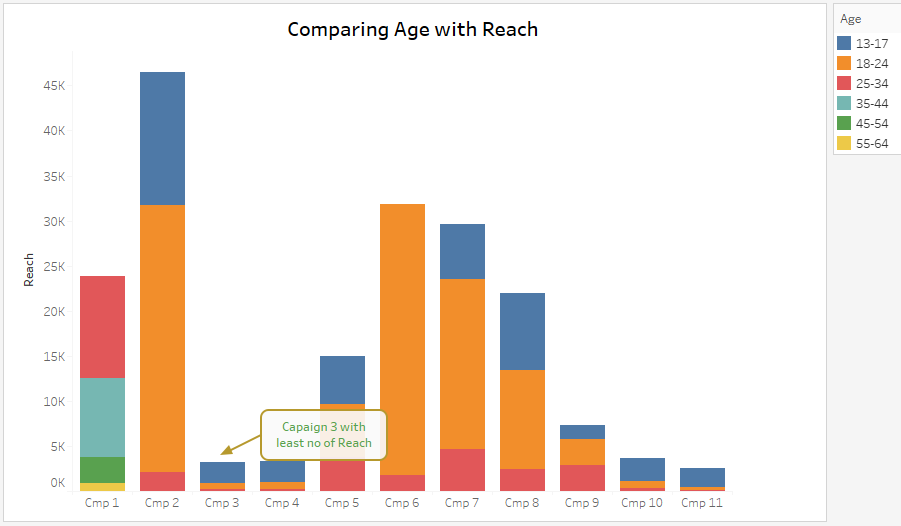 Comparing Age with Reach
Age
13-17
18-24
25-34
35-44
45-54
55-64
Reach
45K
40K
35K
30K
25K
20K
15K
10K
5K
0K
Capaign 3 with
least no of Reach
Cmp 1 Cmp 2 Cmp 3 Cmp 4 Cmp 5 Cmp 6 Cmp 7 Cmp 8 Cmp 9 Cmp 10 Cmp 11